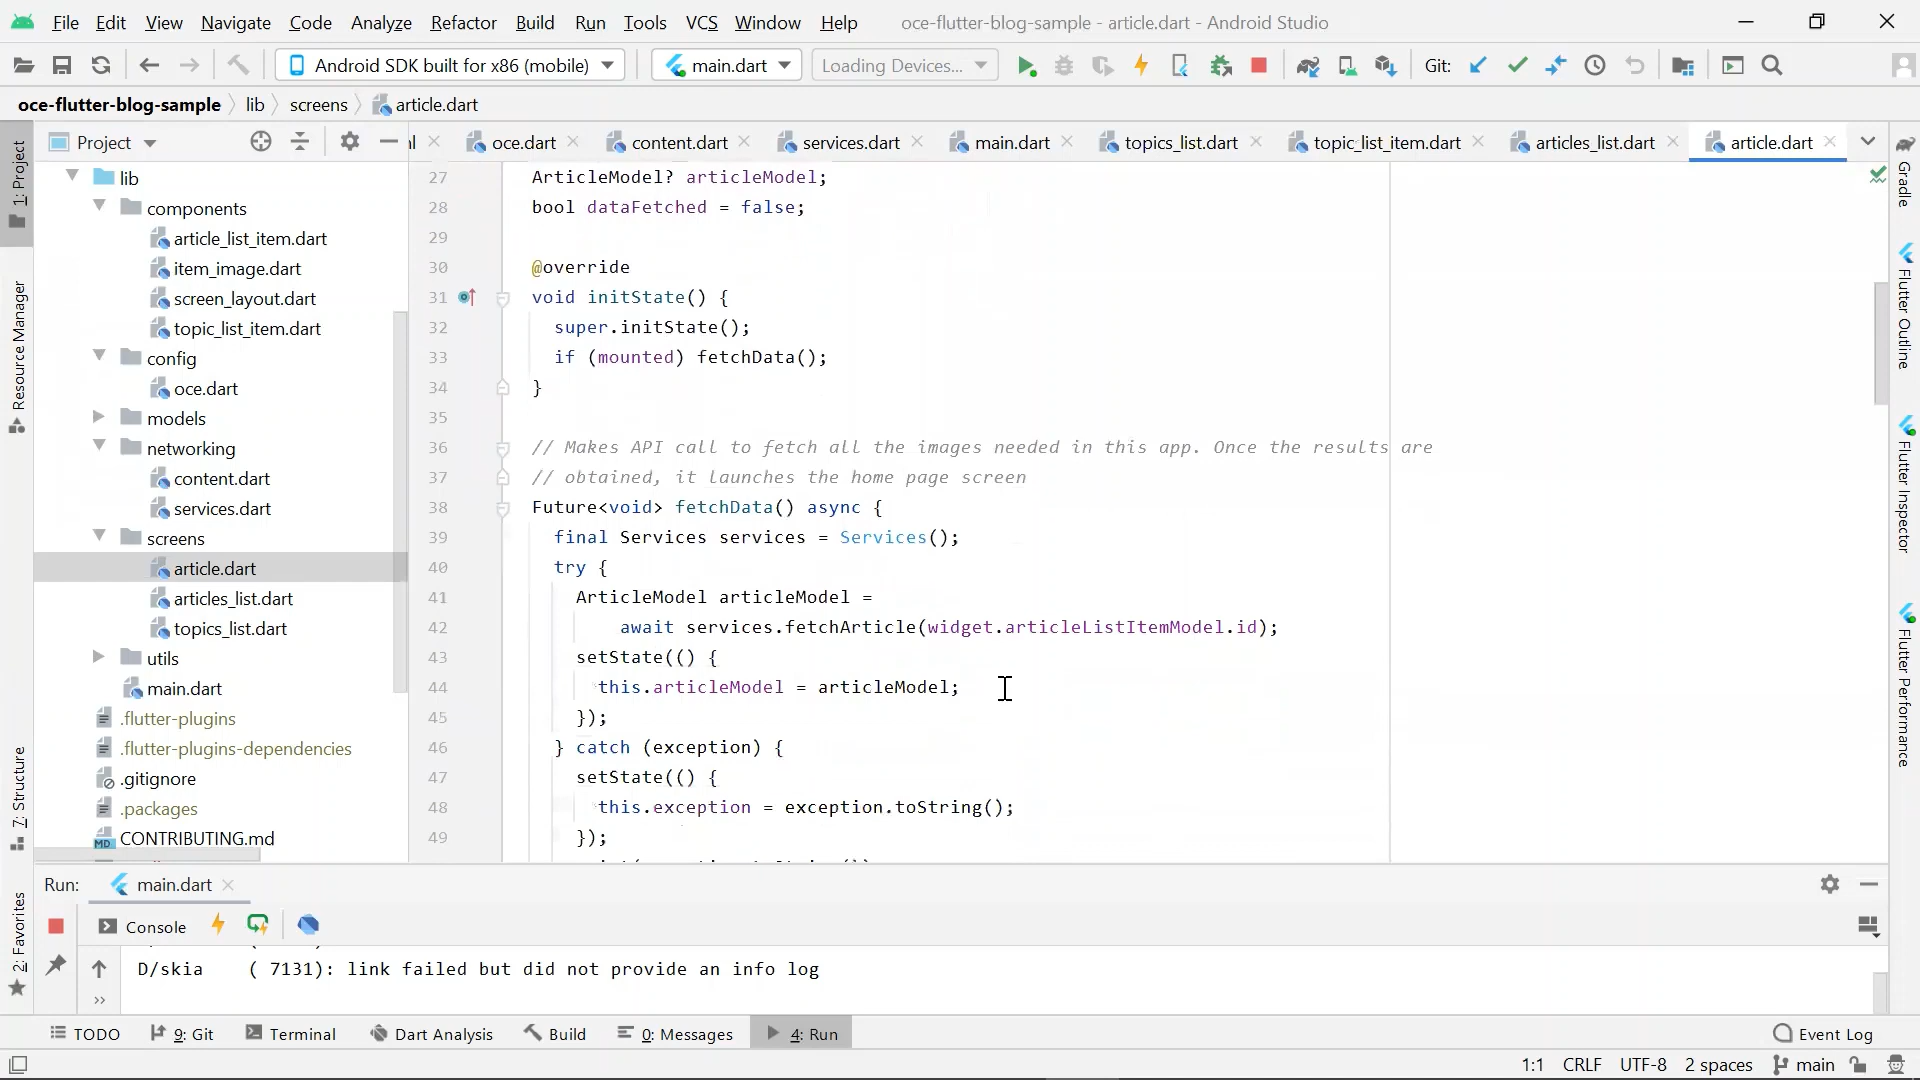 File Edit View Navigate Code Analyze Refactor Build Run Tools VCS Window Help oce-flutter-blog-sample - article.dart - Android Studio
Android SDK built for x86 (mobile) main.dart Loading Devices... Git:
oce-flutter-blog-sample lib screens article.dart
Project
oce.dart content.dart services.dart main.dart topics_list.dart topic_list_item.dart articles_list.dart article.dart
1: Project
Resource Manager
7: Structure
2: Favorites
lib
components
article_list_item.dart
item_image.dart
screen_layout.dart
topic_list_item.dart
config
oce.dart
models
networking
content.dart
services.dart
screens
article.dart
articles_list.dart
topics_list.dart
utils
main.dart
.flutter-plugins
.flutter-plugins-dependencies
.gitignore
.packages
CONTRIBUTING.md
27 ArticleModel? articleModel;
28 bool dataFetched = false;
29
30 @override
31 void initState() {
32 super.initState();
33 if (mounted) fetchData();
34 }
35
36 // Makes API call to fetch all the images needed in this app. Once the results are
37 // obtained, it launches the home page screen
38 Future<void> fetchData() async {
39 final Services services = Services();
40 try {
41 ArticleModel articleModel =
42 await services.fetchArticle(widget.articleListItemModel.id);
43 setState(() {
44 this.articleModel = articleModel;
45 });
46 } catch (exception) {
47 setState(() {
48 this.exception = exception.toString();
49 });
Gradle
Flutter Outline
Flutter Inspector
Flutter Performance
Run: main.dart
Console
D/skia ( 7131): link failed but did not provide an info log
TODO 9: Git Terminal Dart Analysis Build 0: Messages 4: Run Event Log
1:1 CRLF UTF-8 2 spaces main